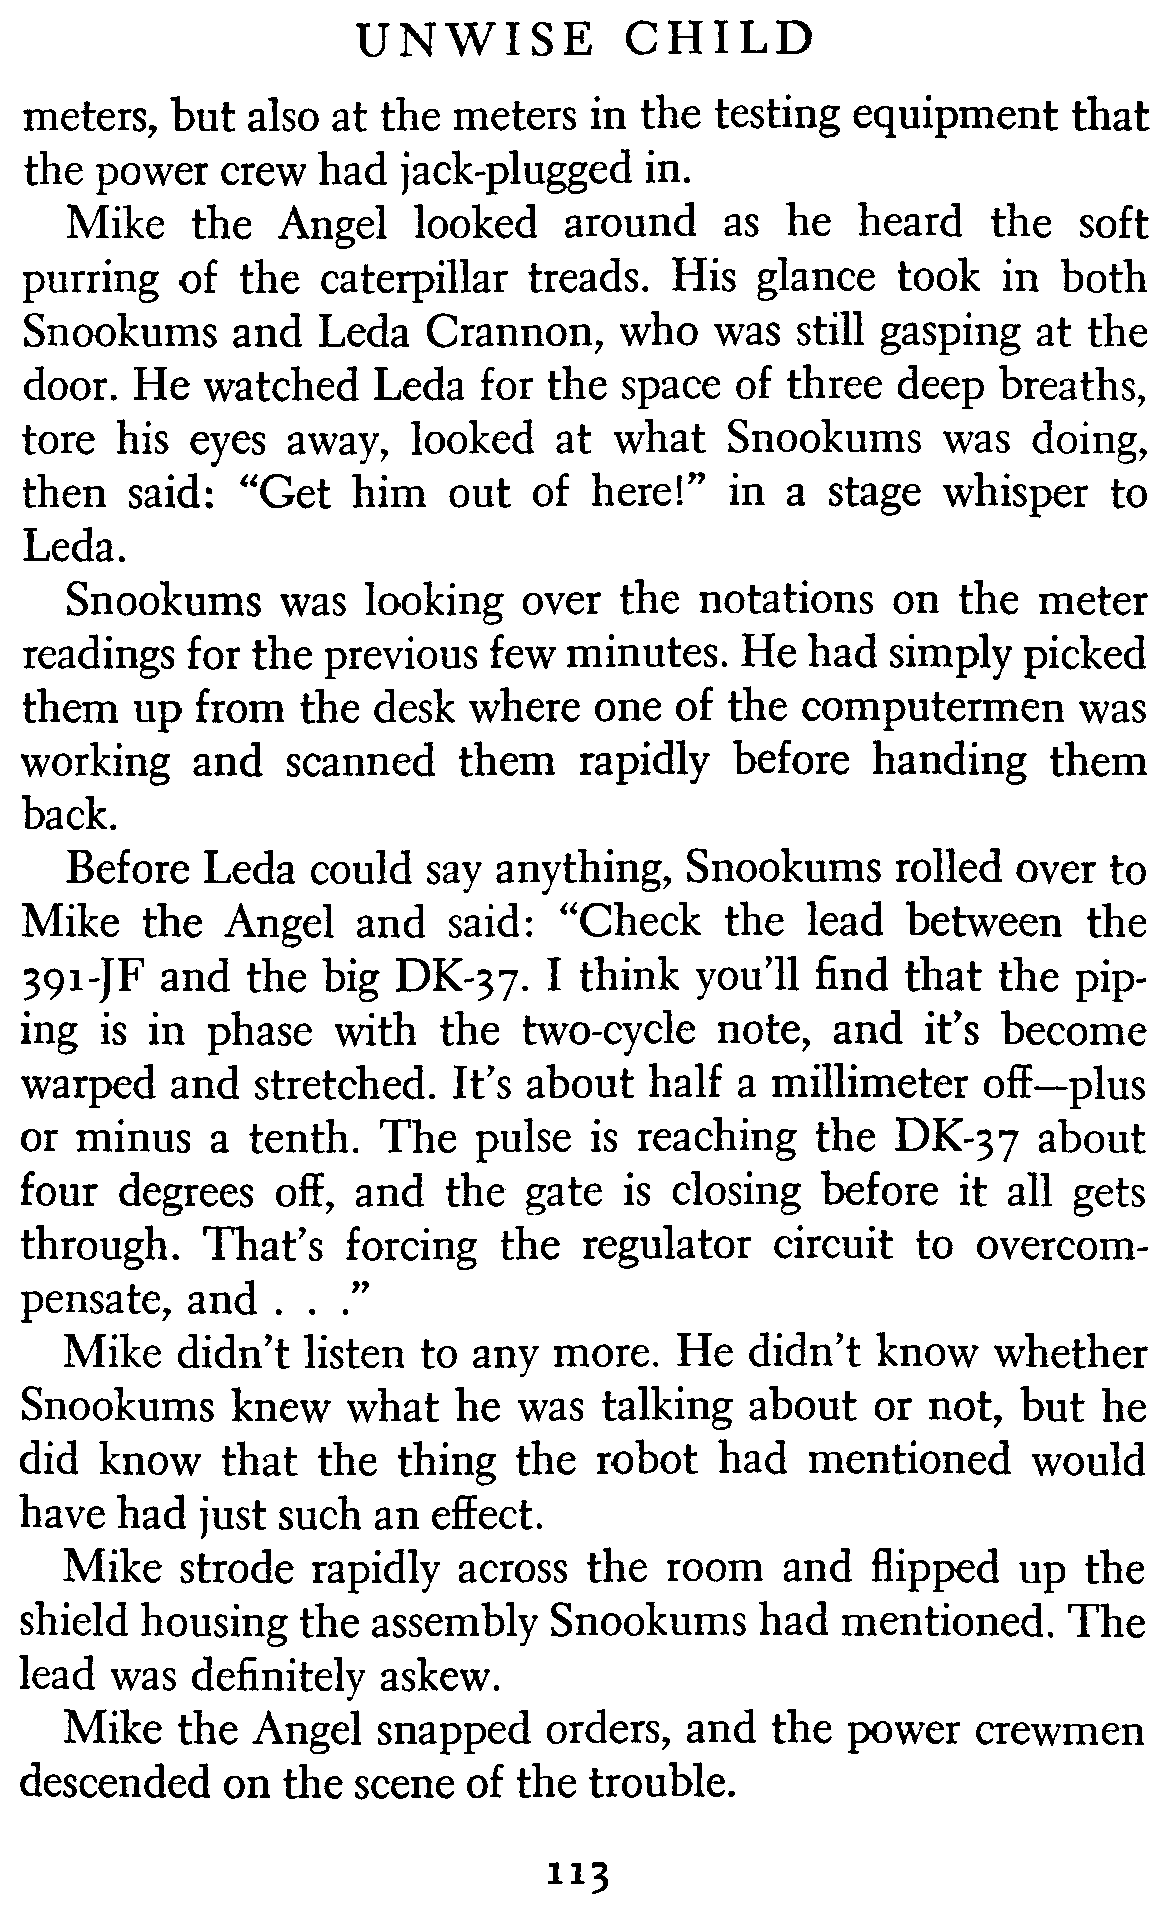 UNWISE CHILD
meters, but also at the meters in the testing equipment that
the power crew had jack-plugged in.
Mike the Angel looked around as he heard the soft
purring of the caterpillar treads. His glance took in both
Snookums and Leda Crannon, who was still gasping at the
door. He watched Leda for the space of three deep breaths,
tore his eyes away, looked at what Snookums was doing,
then said: “Get him out of here!” in a stage whisper to
Leda.
Snookums was looking over the notations on the meter
readings for the previous few minutes. He had simply picked
them up from the desk where one of the computermen was
working and scanned them rapidly before handing them
back.
Before Leda could say anything, Snookums rolled over to
Mike the Angel and said: “Check the lead between the
391-JF and the big DK-37. I think you’ll find that the pip-
ing is in phase with the two-cycle note, and it’s become
warped and stretched. It’s about half a millimeter off—plus
or minus a tenth. The pulse is reaching the DK-37 about
four degrees off, and the gate is closing before it all gets
through. That’s forcing the regulator circuit to overcom-
pensate, and . . .”
Mike didn’t listen to any more. He didn’t know whether
Snookums knew what he was talking about or not, but he
did know that the thing the robot had mentioned would
have had just such an effect.
Mike strode rapidly across the room and flipped up the
shield housing the assembly Snookums had mentioned. The
lead was definitely askew.
Mike the Angel snapped orders, and the power crewmen
descended on the scene of the trouble.
113